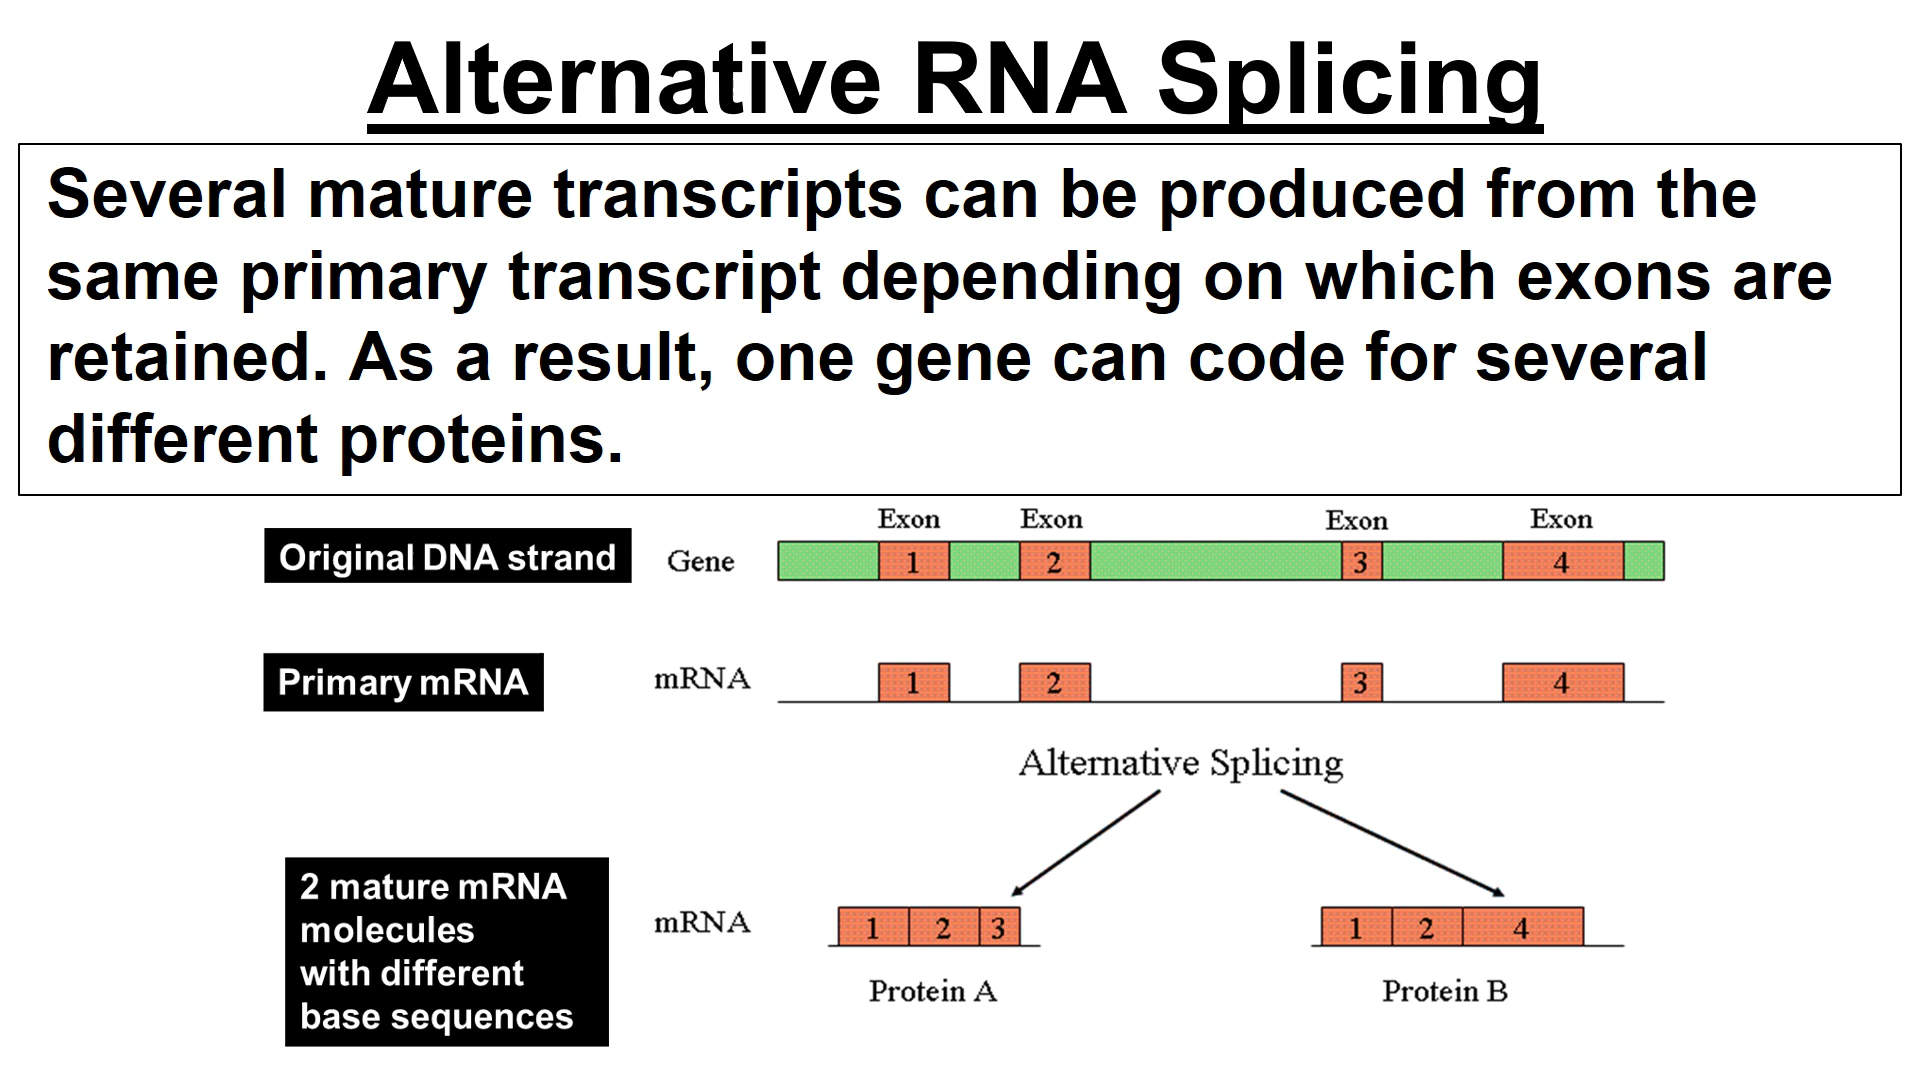 Alternative RNA Splicing
Several mature transcripts can be produced from the
same primary transcript depending on which exons are
retained. As a result, one gene can code for several
different proteins.
Exon Exon Exon Exon
Original DNA strand Gene 1 2 3 4
Primary mRNA mRNA 1 2 3 4
Alternative Splicing
2 mature mRNA
molecules
with different
base sequences
mRNA 1 2 3 1 2 4
Protein A Protein B